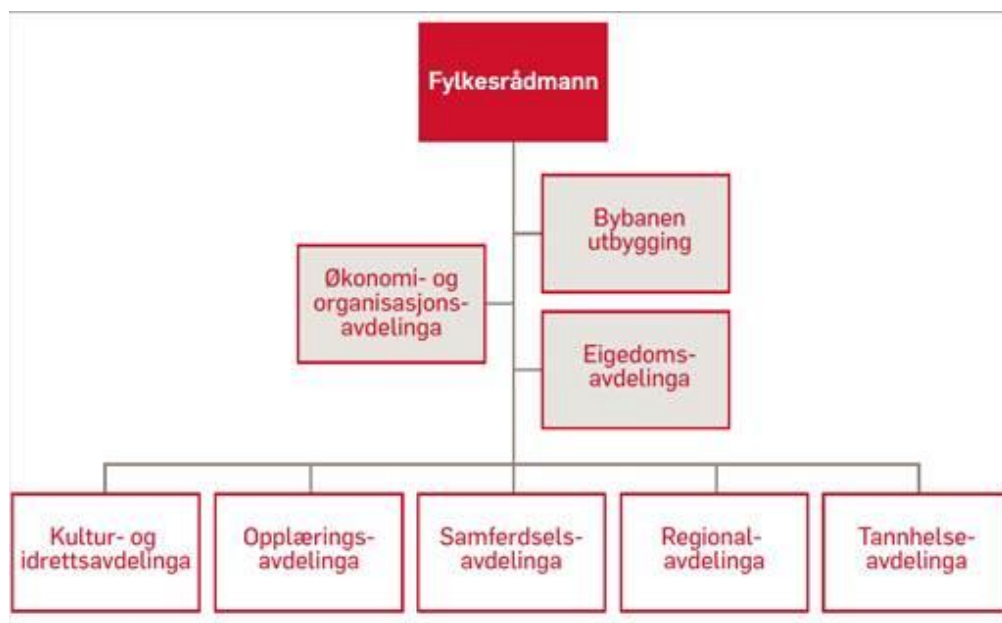 Fylkesrådmann
Bybanen
utbygging
Økonomi- og
organisasjons-
avdelinga
Eigedoms-
avdelinga
Kultur- og
idrettsavdelinga
Opplærings-
avdelinga
Samferdsels-
avdelinga
Regional-
avdelinga
Tannhelse-
avdelinga